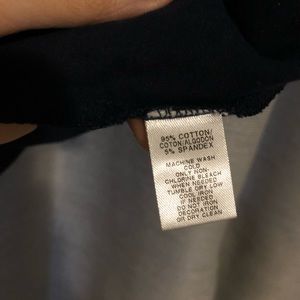 95% COTTON/
COTON/ALGODON
5% SPANDEX
MACHINE WASH
COLD
ONLY NON-
CHLORINE BLEACH
WHEN NEEDED
TUMBLE DRY LOW
COOL IRON
IF NEEDED
DO NOT IRON
DECORATION
OR DRY CLEAN